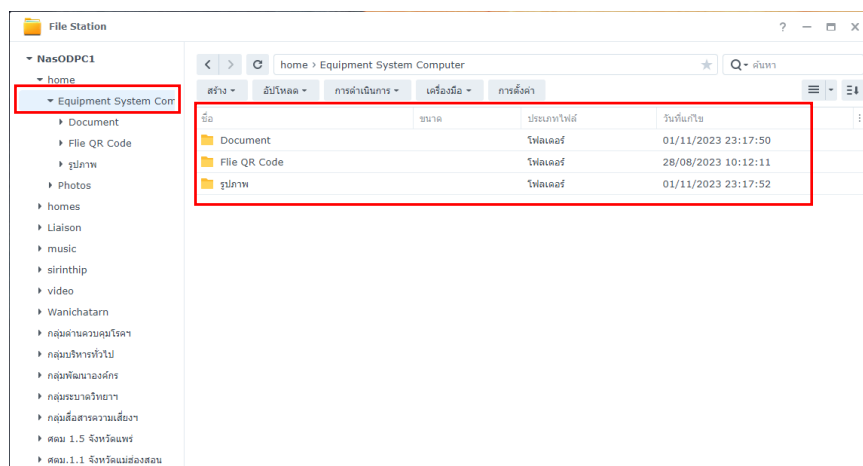 File Station
NasODPC1
home
Equipment System Com
Document
Flie QR Code
รูปภาพ
Photos
homes
Liaison
music
sirinthip
video
Wanichatarn
กลุ่มด่านควบคุมโรคฯ
กลุ่มบริหารทั่วไป
กลุ่มพัฒนาองค์กร
กลุ่มระบาดวิทยาฯ
กลุ่มสื่อสารความเสี่ยงฯ
ศตม 1.5 จังหวัดแพร่
ศตม.1.1 จังหวัดแม่ฮ่องสอน
home › Equipment System Computer
ค้นหา
สร้าง อัปโหลด การดำเนินการ เครื่องมือ การตั้งค่า
ชื่อ ขนาด ประเภทไฟล์ วันที่แก้ไข
Document โฟลเดอร์ 01/11/2023 23:17:50
Flie QR Code โฟลเดอร์ 28/08/2023 10:12:11
รูปภาพ โฟลเดอร์ 01/11/2023 23:17:52